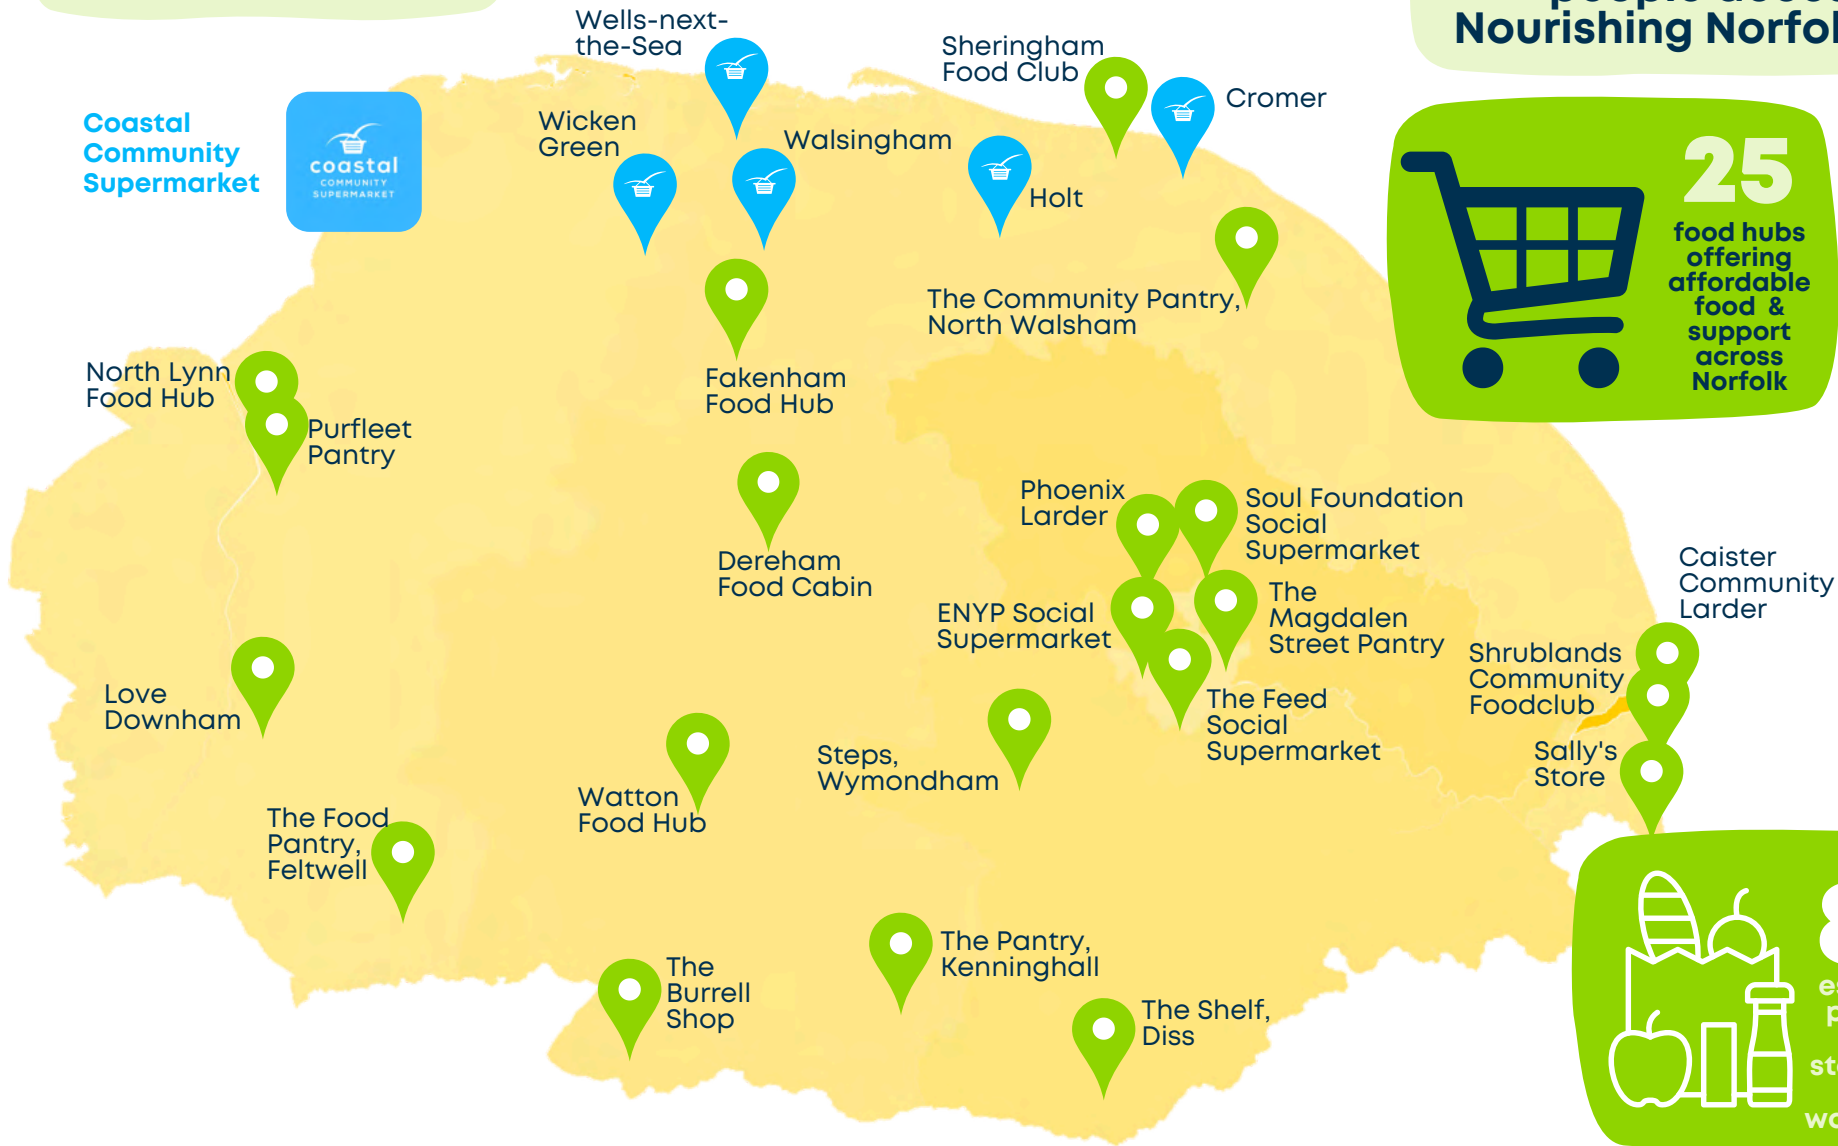 Nourishing Norfol
Wells-next-
the-Sea
Sheringham
Food Club
Cromer
Coastal
Community
Supermarket
coastal
COMMUNITY
SUPERMARKET
Wicken
Green
Walsingham
Holt
25
food hubs
offering
affordable
food &
support
across
Norfolk
The Community Pantry,
North Walsham
North Lynn
Food Hub
Purfleet
Pantry
Fakenham
Food Hub
Dereham
Food Cabin
Phoenix
Larder
Soul Foundation
Social
Supermarket
ENYP Social
Supermarket
The
Magdalen
Street Pantry
Caister
Community
Larder
Shrublands
Community
Foodclub
Sally's
Store
The Feed
Social
Supermarket
Love
Downham
Steps,
Wymondham
Watton
Food Hub
The Food
Pantry,
Feltwell
The
Burrell
Shop
The Pantry,
Kenninghall
The Shelf,
Diss